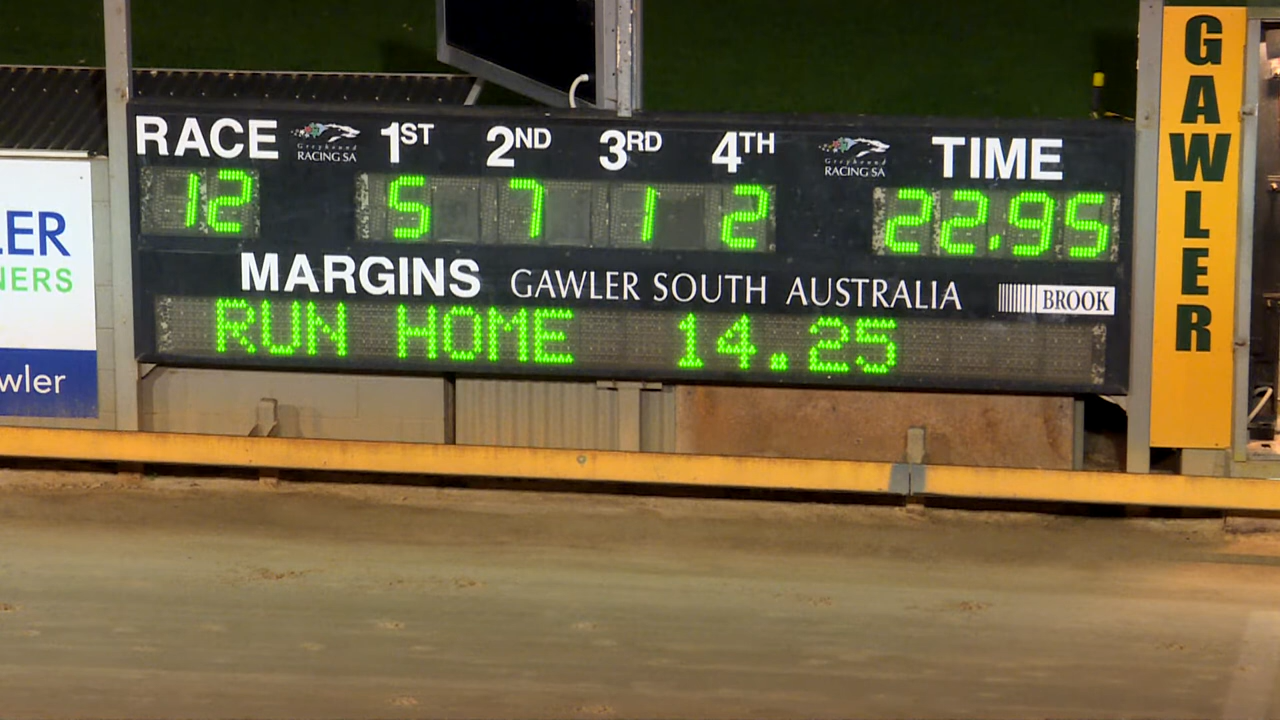 RACE
Greyhound
RACING SA
1ST 2ND 3RD 4TH
Greyhound
RACING SA
TIME
12 5 7 1 2 22.95
MARGINS GAWLER SOUTH AUSTRALIA BROOK
RUN HOME 14.25
GAWLER
LER
NERS
wler